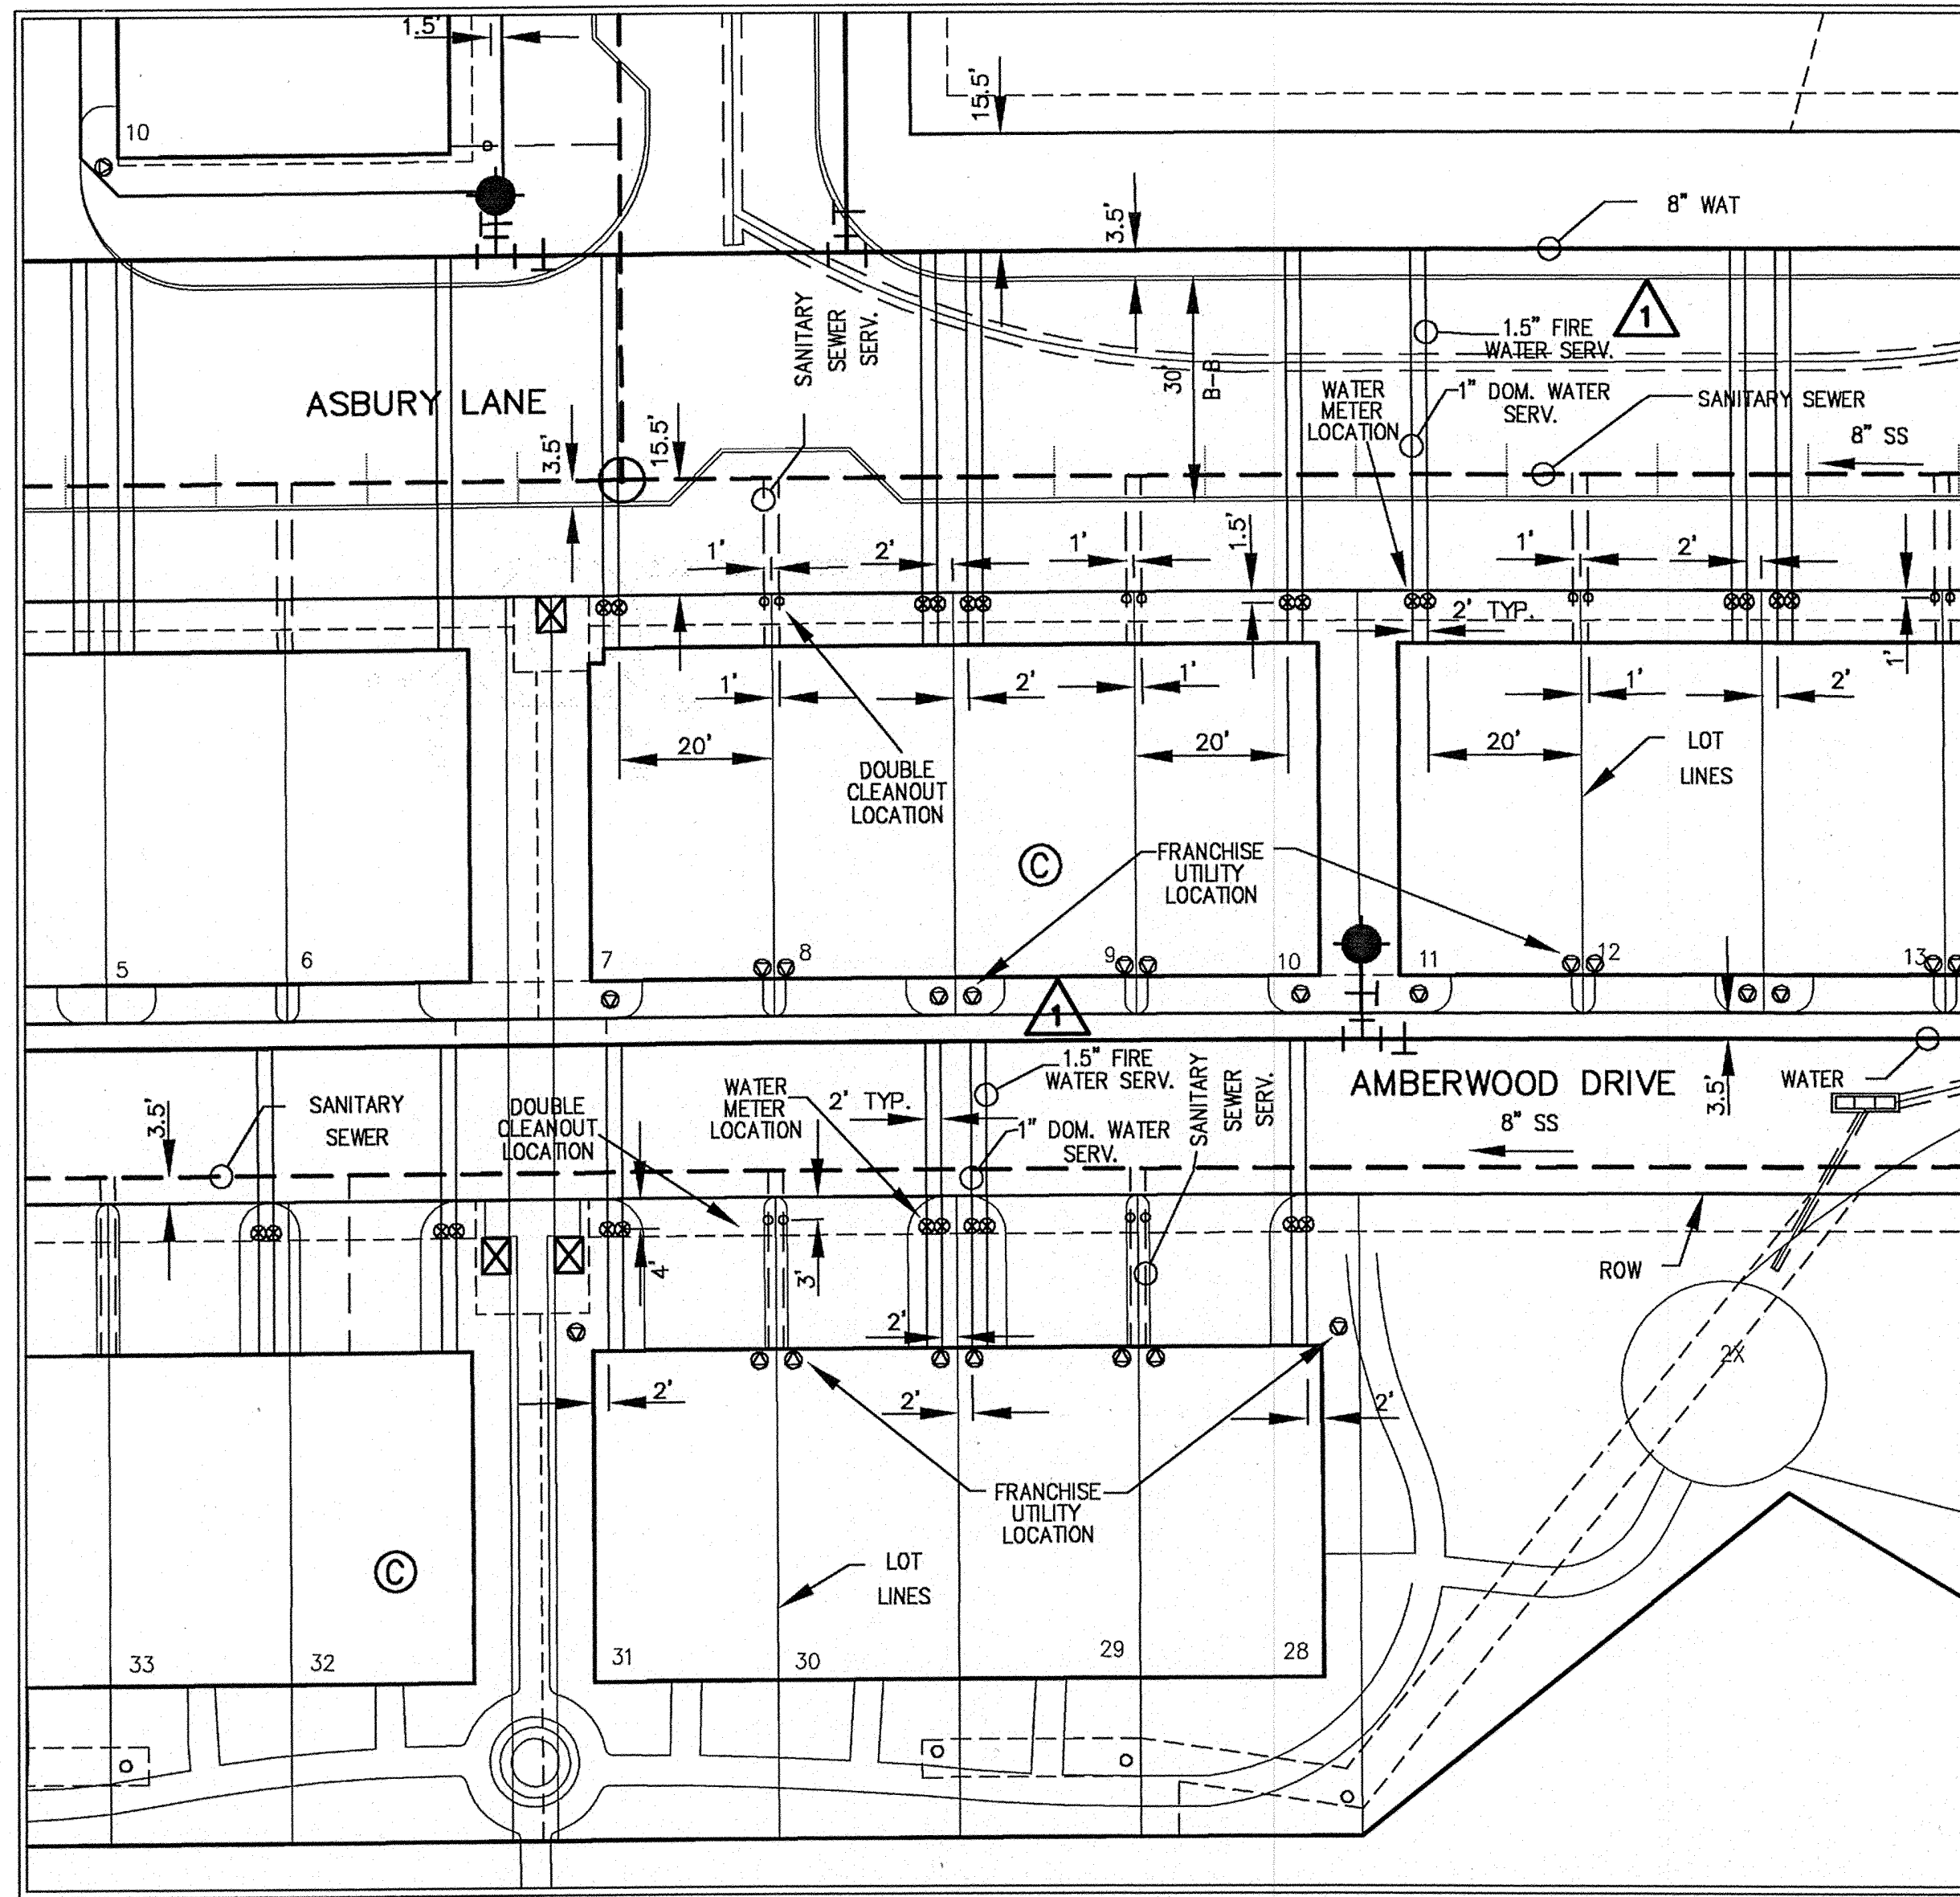 1.5'
15.5'
10
3.5'
8" WAT
SANITARY
SEWER
SERV.
1
1.5" FIRE
WATER SERV.
30'
B-B
ASBURY LANE
WATER
METER
LOCATION
1" DOM. WATER
SERV.
SANITARY SEWER
8" SS
3.5'
15.5'
1'
2'
1'
1.5'
1'
2'
2' TYP.
1'
1'
2'
1'
1'
2'
20'
20'
20'
LOT
LINES
DOUBLE
CLEANOUT
LOCATION
C
FRANCHISE
UTILITY
LOCATION
5
6
7
8
9
10
11
12
13
1
1.5" FIRE
WATER SERV.
SANITARY
SEWER
SERV.
AMBERWOOD DRIVE
8" SS
3.5'
WATER
3.5'
SANITARY
SEWER
DOUBLE
CLEANOUT
LOCATION
WATER
METER
LOCATION
2' TYP.
1" DOM. WATER
SERV.
4'
3'
ROW
2'
2X
2'
2'
2'
FRANCHISE
UTILITY
LOCATION
C
LOT
LINES
33
32
31
30
29
28